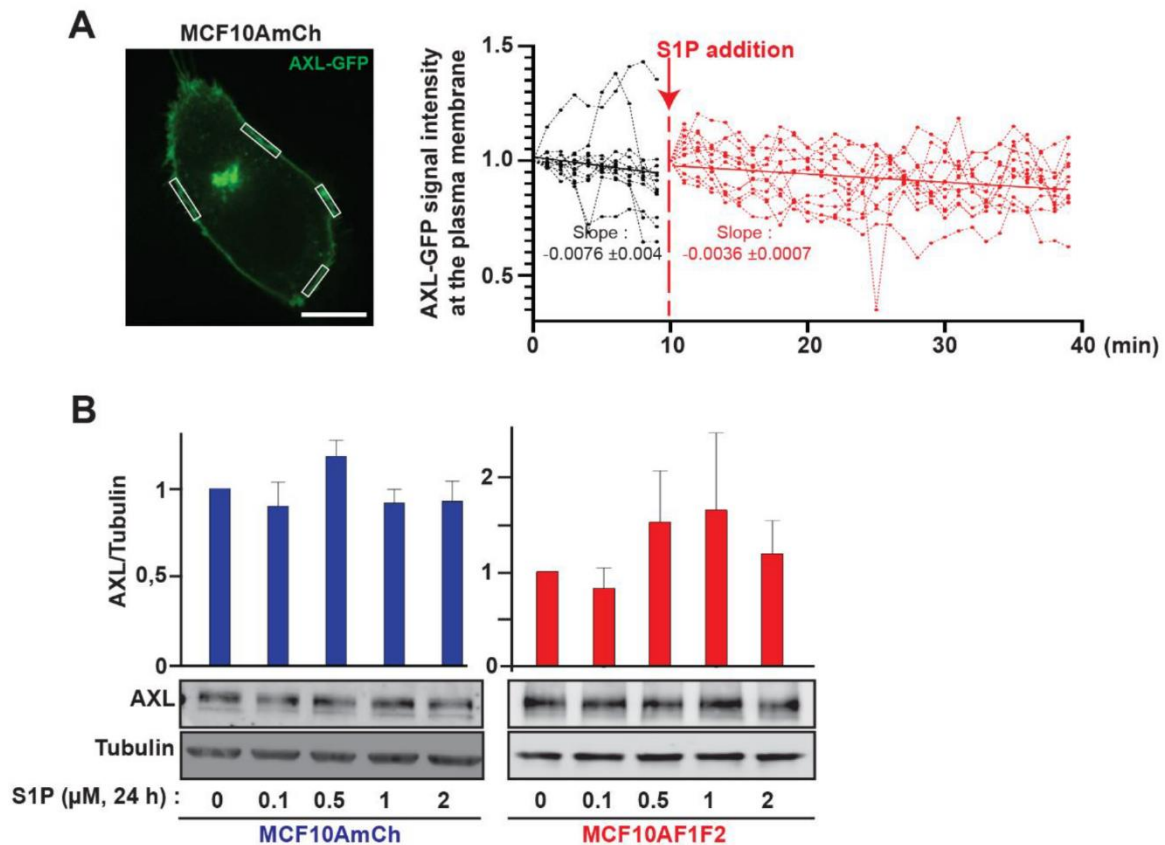 A
MCF10AmCh
AXL-GFP
AXL-GFP signal intensity
at the plasma membrane
1.5
1.0
0.5
S1P addition
Slope :
-0.0076 ±0.004
Slope :
-0.0036 ±0.0007
0 10 20 30 40 (min)
B
AXL/Tubulin
1
0,5
0
2
1
0
AXL
Tubulin
S1P (µM, 24 h) : 0 0.1 0.5 1 2 0 0.1 0.5 1 2
MCF10AmCh MCF10AF1F2